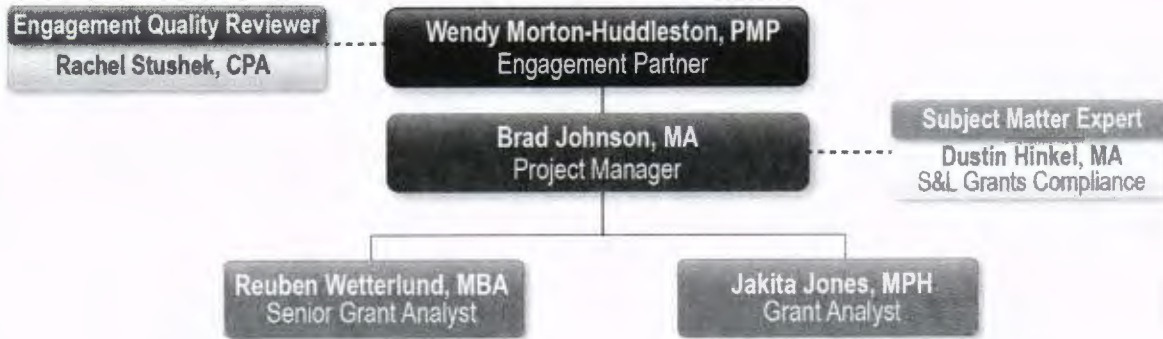 Engagement Quality Reviewer
Rachel Stushek, CPA
Wendy Morton-Huddleston, PMP
Engagement Partner
Brad Johnson, MA
Project Manager
Subject Matter Expert
Dustin Hinkel, MA
S&L Grants Compliance
Reuben Wetterlund, MBA
Senior Grant Analyst
Jakita Jones, MPH
Grant Analyst